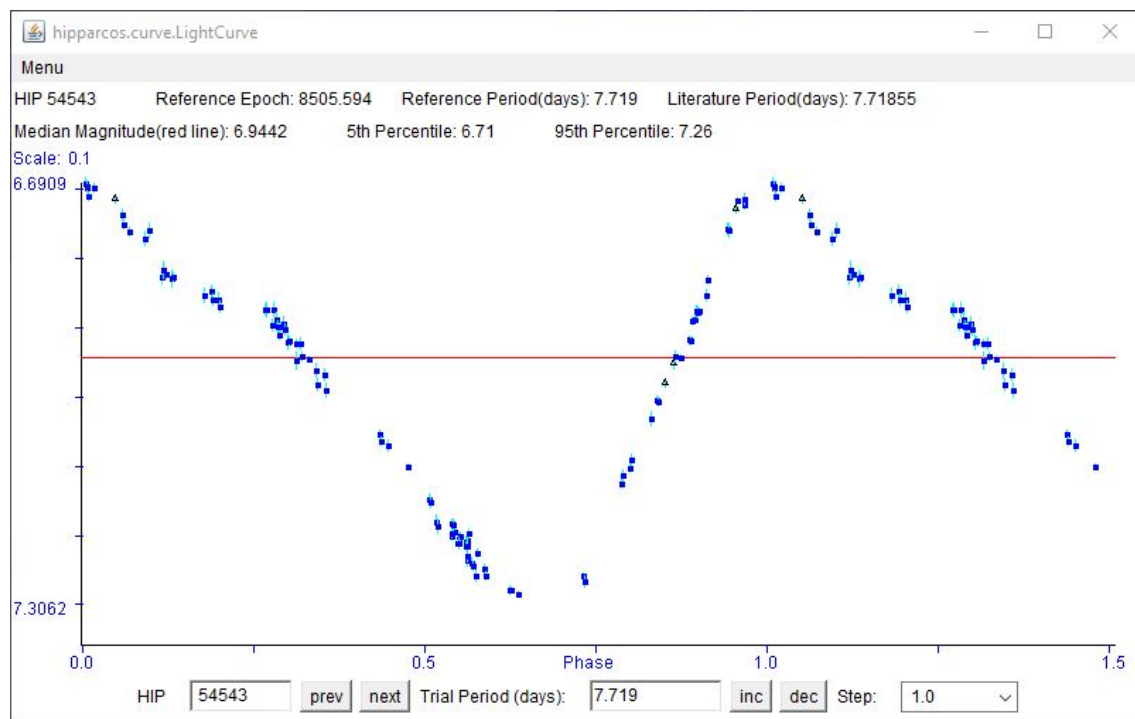 hipparcos.curve.LightCurve
Menu
HIP 54543 Reference Epoch: 8505.594 Reference Period(days): 7.719 Literature Period(days): 7.71855
Median Magnitude(red line): 6.9442 5th Percentile: 6.71 95th Percentile: 7.26
Scale: 0.1
6.6909
7.3062
0.0 0.5 Phase 1.0 1.5
HIP 54543 prev next Trial Period (days): 7.719 inc dec Step: 1.0